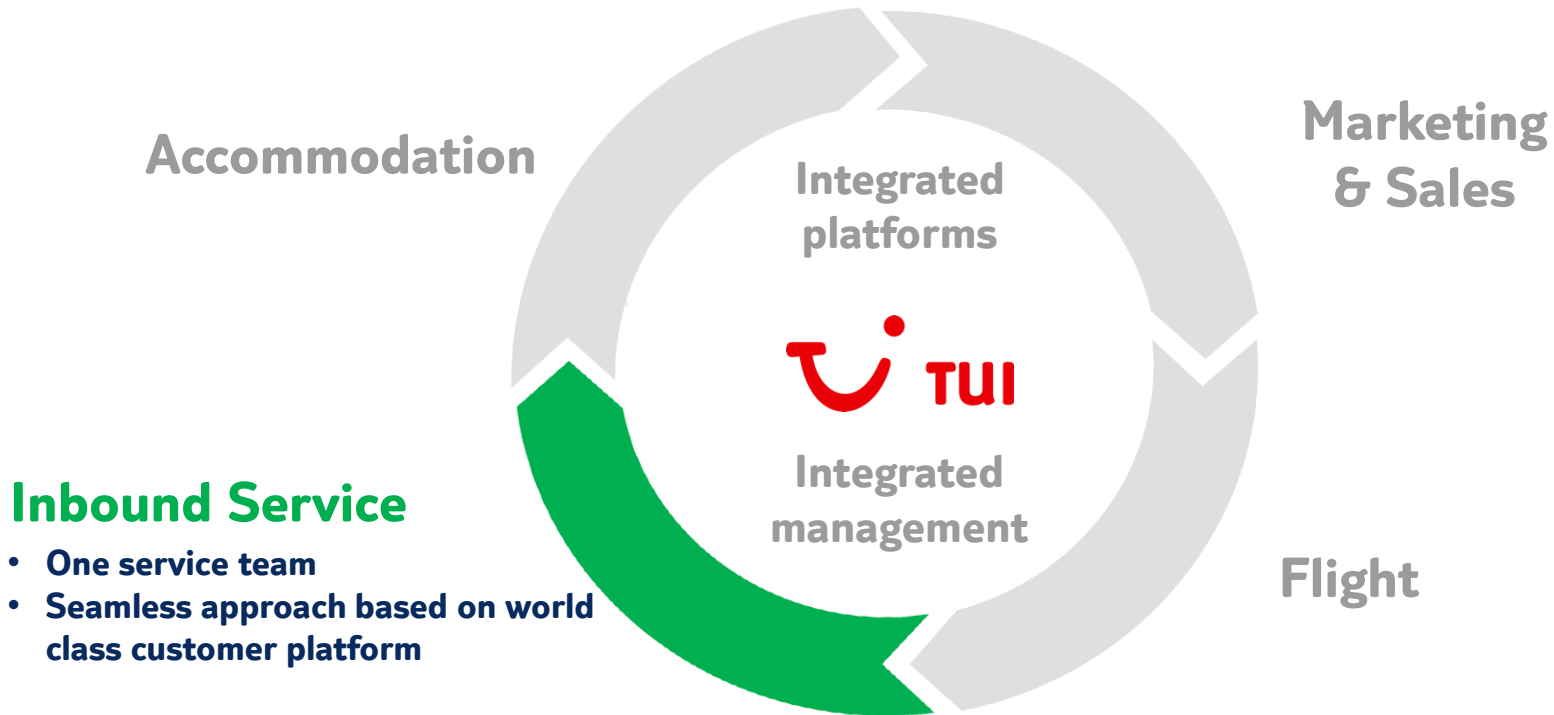 Accommodation
Marketing
& Sales
Integrated
platforms
TUI
Integrated
management
Inbound Service
• One service team
• Seamless approach based on world
class customer platform
Flight